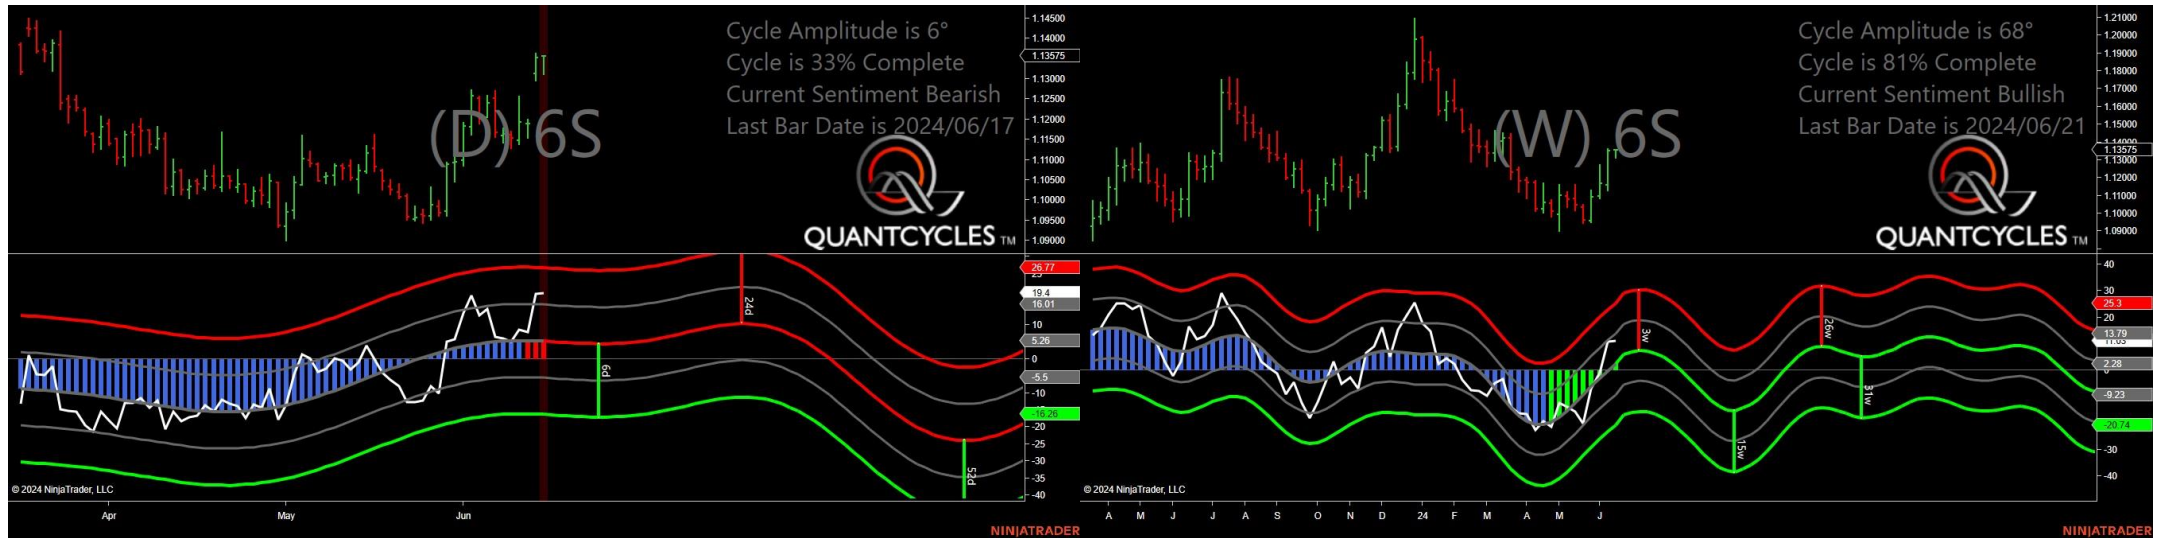 Cycle Amplitude is 6°
Cycle is 33% Complete
Current Sentiment Bearish
Last Bar Date is 2024/06/17
(D) 6S
QUANTCYCLES TM
1.14500
1.14000
1.13575
1.13000
1.12500
1.12000
1.11500
1.11000
1.10500
1.10000
1.09500
1.09000
26.77
25
19.4
16.01
10
5.26
0
-5.5
-10
-16.26
-20
-25
-30
-35
-40
24d
6d
52d
© 2024 NinjaTrader, LLC
Apr
May
Jun
NINJATRADER
Cycle Amplitude is 68°
Cycle is 81% Complete
Current Sentiment Bullish
Last Bar Date is 2024/06/21
(W) 6S
QUANTCYCLES TM
1.21000
1.20000
1.19000
1.18000
1.17000
1.16000
1.15000
1.13575
1.13000
1.12000
1.11000
1.10000
1.09000
40
30
25.3
20
13.79
11.03
2.28
0
-9.23
-20.74
-30
-40
3w
26w
15w
31w
© 2024 NinjaTrader, LLC
A M J J A S O N D 24 F M A M J
NINJATRADER